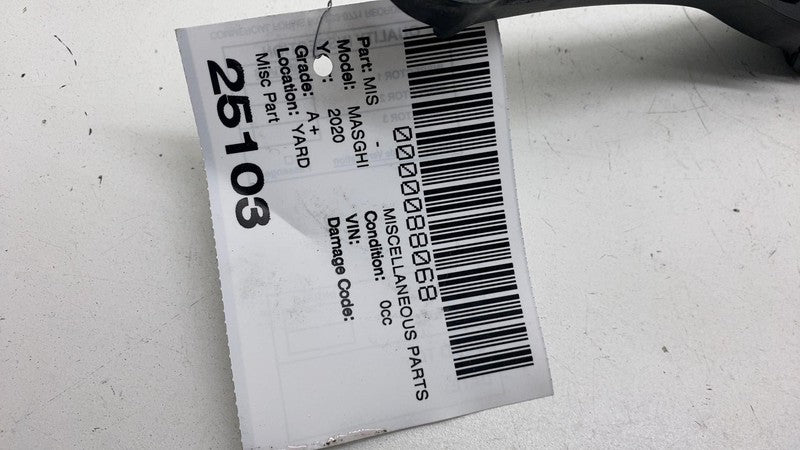 0000088068
Part: MIS - MISCELLANEOUS PARTS
Model: MASGHI Condition: 0cc
2020 VIN:
Grade: A+ Damage Code:
Location: YARD
Misc Part
25103